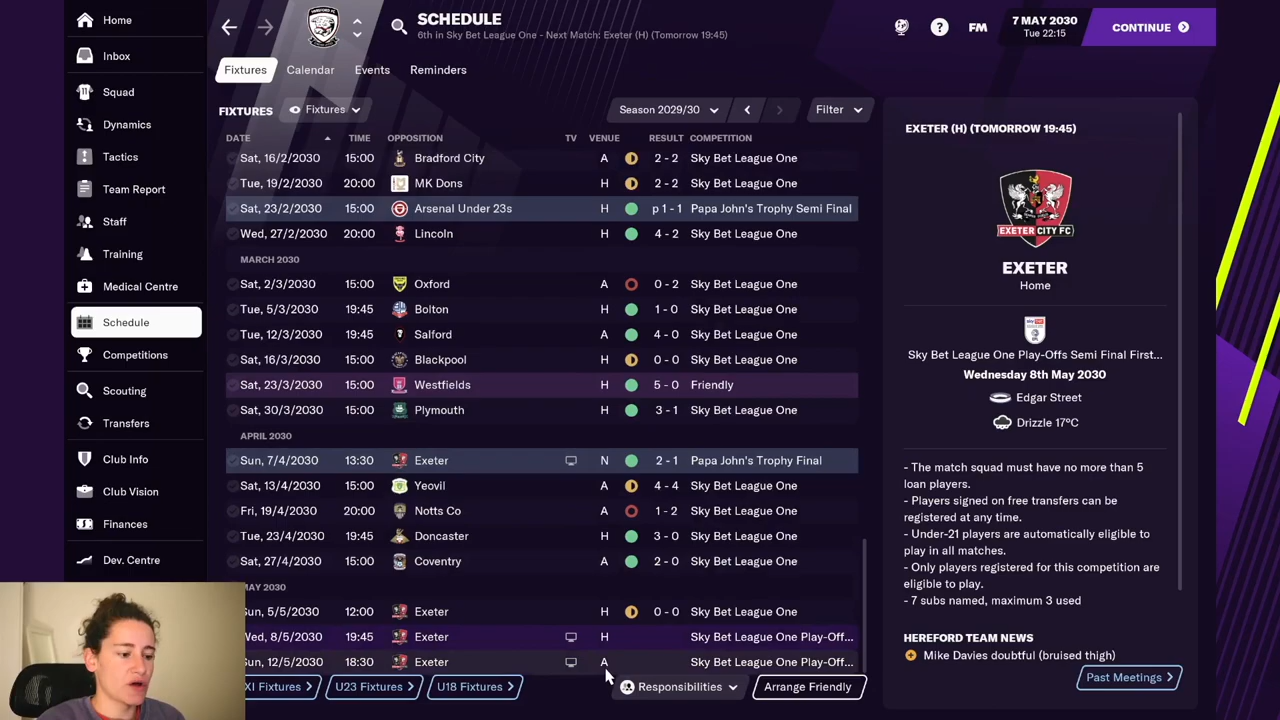 Home
Inbox
Squad
Dynamics
Tactics
Team Report
Staff
Training
Medical Centre
Schedule
Competitions
Scouting
Transfers
Club Info
Club Vision
Finances
Dev. Centre
SCHEDULE
6th in Sky Bet League One - Next Match: Exeter (H) (Tomorrow 19:45)
? FM
7 MAY 2030
Tue 22:15
CONTINUE
Fixtures Calendar Events Reminders
FIXTURES Fixtures Season 2029/30 Filter
DATE TIME OPPOSITION TV VENUE RESULT COMPETITION
Sat, 16/2/2030 15:00 Bradford City A 2 - 2 Sky Bet League One
Tue, 19/2/2030 20:00 MK Dons H 2 - 2 Sky Bet League One
Sat, 23/2/2030 15:00 Arsenal Under 23s H p 1 - 1 Papa John's Trophy Semi Final
Wed, 27/2/2030 20:00 Lincoln H 4 - 2 Sky Bet League One
MARCH 2030
Sat, 2/3/2030 15:00 Oxford A 0 - 2 Sky Bet League One
Tue, 5/3/2030 19:45 Bolton H 1 - 0 Sky Bet League One
Tue, 12/3/2030 19:45 Salford A 4 - 0 Sky Bet League One
Sat, 16/3/2030 15:00 Blackpool H 0 - 0 Sky Bet League One
Sat, 23/3/2030 15:00 Westfields H 5 - 0 Friendly
Sat, 30/3/2030 15:00 Plymouth H 3 - 1 Sky Bet League One
APRIL 2030
Sun, 7/4/2030 13:30 Exeter N 2 - 1 Papa John's Trophy Final
Sat, 13/4/2030 15:00 Yeovil A 4 - 4 Sky Bet League One
Fri, 19/4/2030 20:00 Notts Co A 1 - 2 Sky Bet League One
Tue, 23/4/2030 19:45 Doncaster H 3 - 0 Sky Bet League One
Sat, 27/4/2030 15:00 Coventry A 2 - 0 Sky Bet League One
MAY 2030
Sun, 5/5/2030 12:00 Exeter H 0 - 0 Sky Bet League One
Wed, 8/5/2030 19:45 Exeter H Sky Bet League One Play-Off...
Sun, 12/5/2030 18:30 Exeter A Sky Bet League One Play-Off...
XI Fixtures U23 Fixtures U18 Fixtures Responsibilities Arrange Friendly
EXETER (H) (TOMORROW 19:45)
EXETER CITY FC
EXETER
Home
Sky Bet League One Play-Offs Semi Final First...
Wednesday 8th May 2030
Edgar Street
Drizzle 17ºC
- The match squad must have no more than 5
loan players.
- Players signed on free transfers can be
registered at any time.
- Under-21 players are automatically eligible to
play in all matches.
- Only players registered for this competition are
eligible to play.
- 7 subs named, maximum 3 used
HEREFORD TEAM NEWS
Mike Davies doubtful (bruised thigh)
Past Meetings